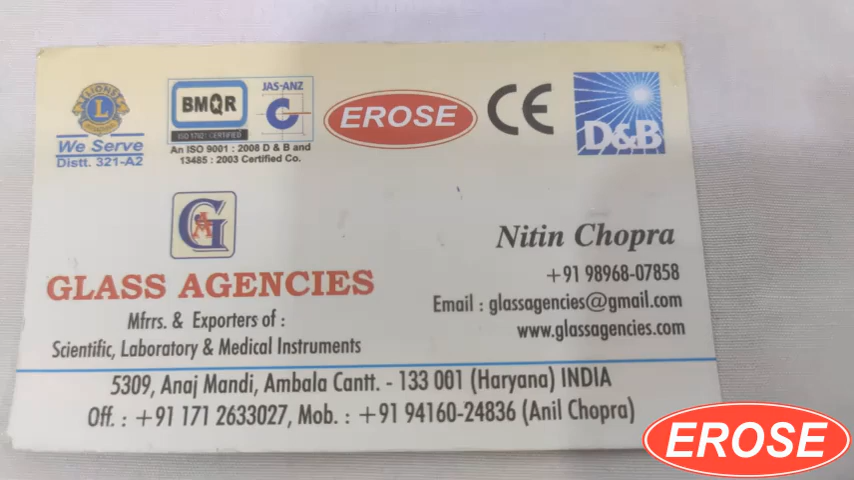 LIONS
L
INTERNATIONAL
We Serve
Distt. 321-A2
BMQR
ISO 17021 CERTIFIED
JAS-ANZ
An ISO 9001 : 2008 D & B and
13485 : 2003 Certified Co.
EROSE
CE
D&B
GA
GLASS AGENCIES
Mfrrs. & Exporters of :
Scientific, Laboratory & Medical Instruments
Nitin Chopra
+91 98968-07858
Email : glassagencies@gmail.com
www.glassagencies.com
5309, Anaj Mandi, Ambala Cantt. - 133 001 (Haryana) INDIA
Off. : +91 171 2633027, Mob. : +91 94160-24836 (Anil Chopra)
EROSE